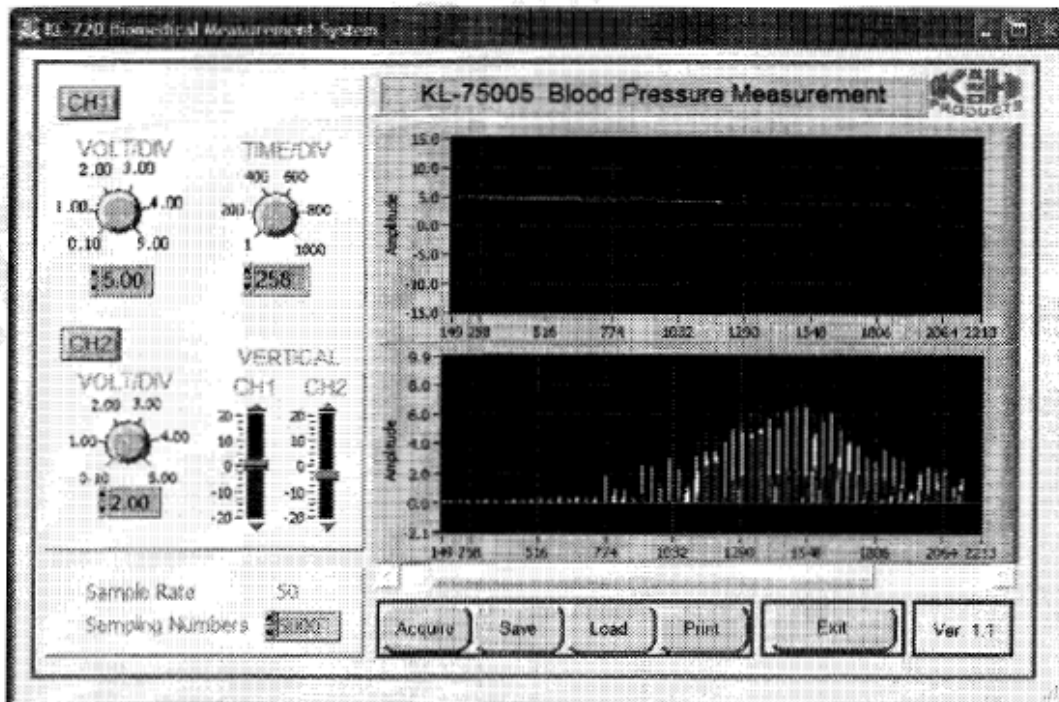 KL-720 Biomedical Measurement System
KL-75005 Blood Pressure Measurement
K&H
PRODUCTS
CH1
VOLT/DIV
2.00 3.00
1.00 4.00
0.10 5.00
5.00
TIME/DIV
400 600
200 800
1 1000
258
CH2
VOLT/DIV
2.00 3.00
1.00 4.00
0.10 5.00
2.00
VERTICAL
CH1 CH2
20 20
10 10
0 0
-10 -10
-20 -20
Amplitude
15.0
10.0
5.0
0.0
-5.0
-10.0
-15.0
149 258 516 774 1032 1290 1548 1806 2064 2213
Amplitude
9.9
8.0
6.0
4.0
2.0
0.0
-2.1
149 258 516 774 1032 1290 1548 1806 2064 2213
Sample Rate 50
Sampling Numbers 5000
Acquire Save Load Print Exit Ver. 1.1